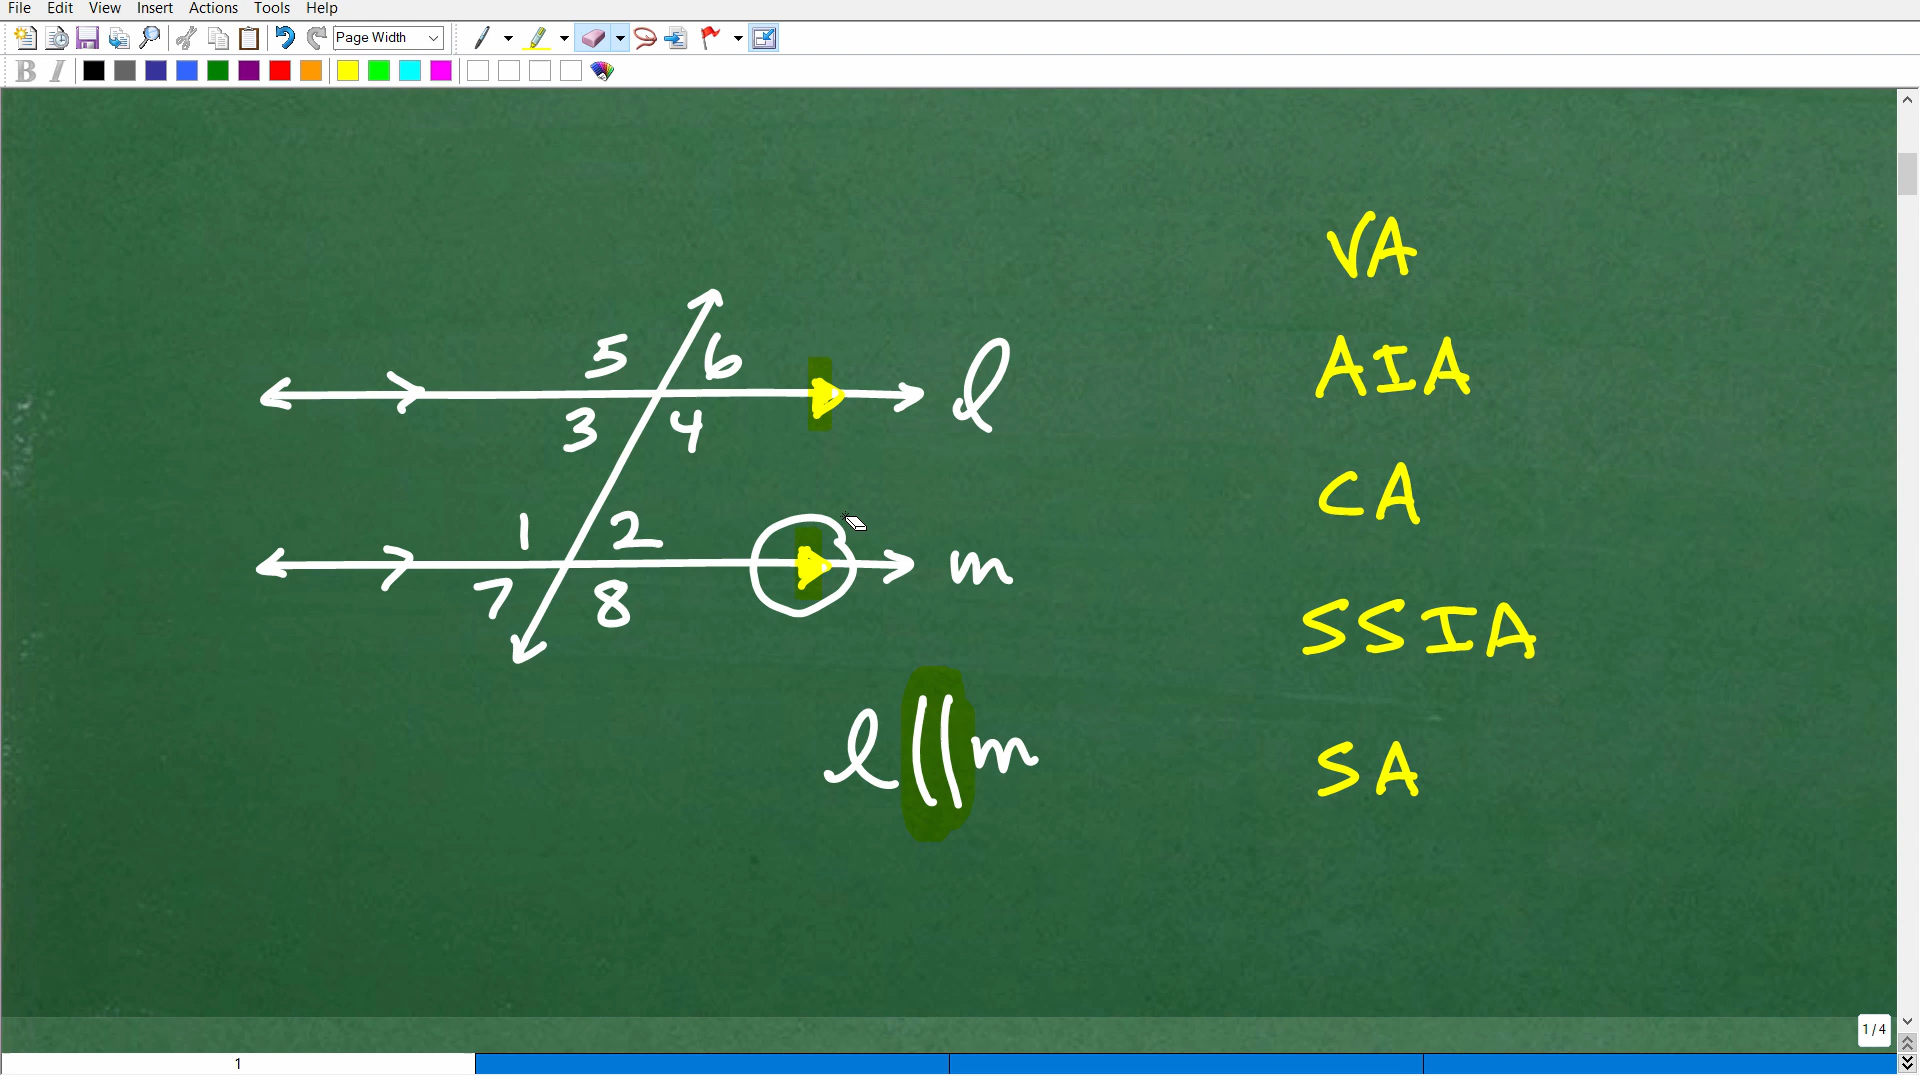 File Edit View Insert Actions Tools Help
Page Width
B I
VA
5 6
l
3 4
AIA
CA
1 2
m
7 8
SSIA
l || m
SA
1 / 4
1